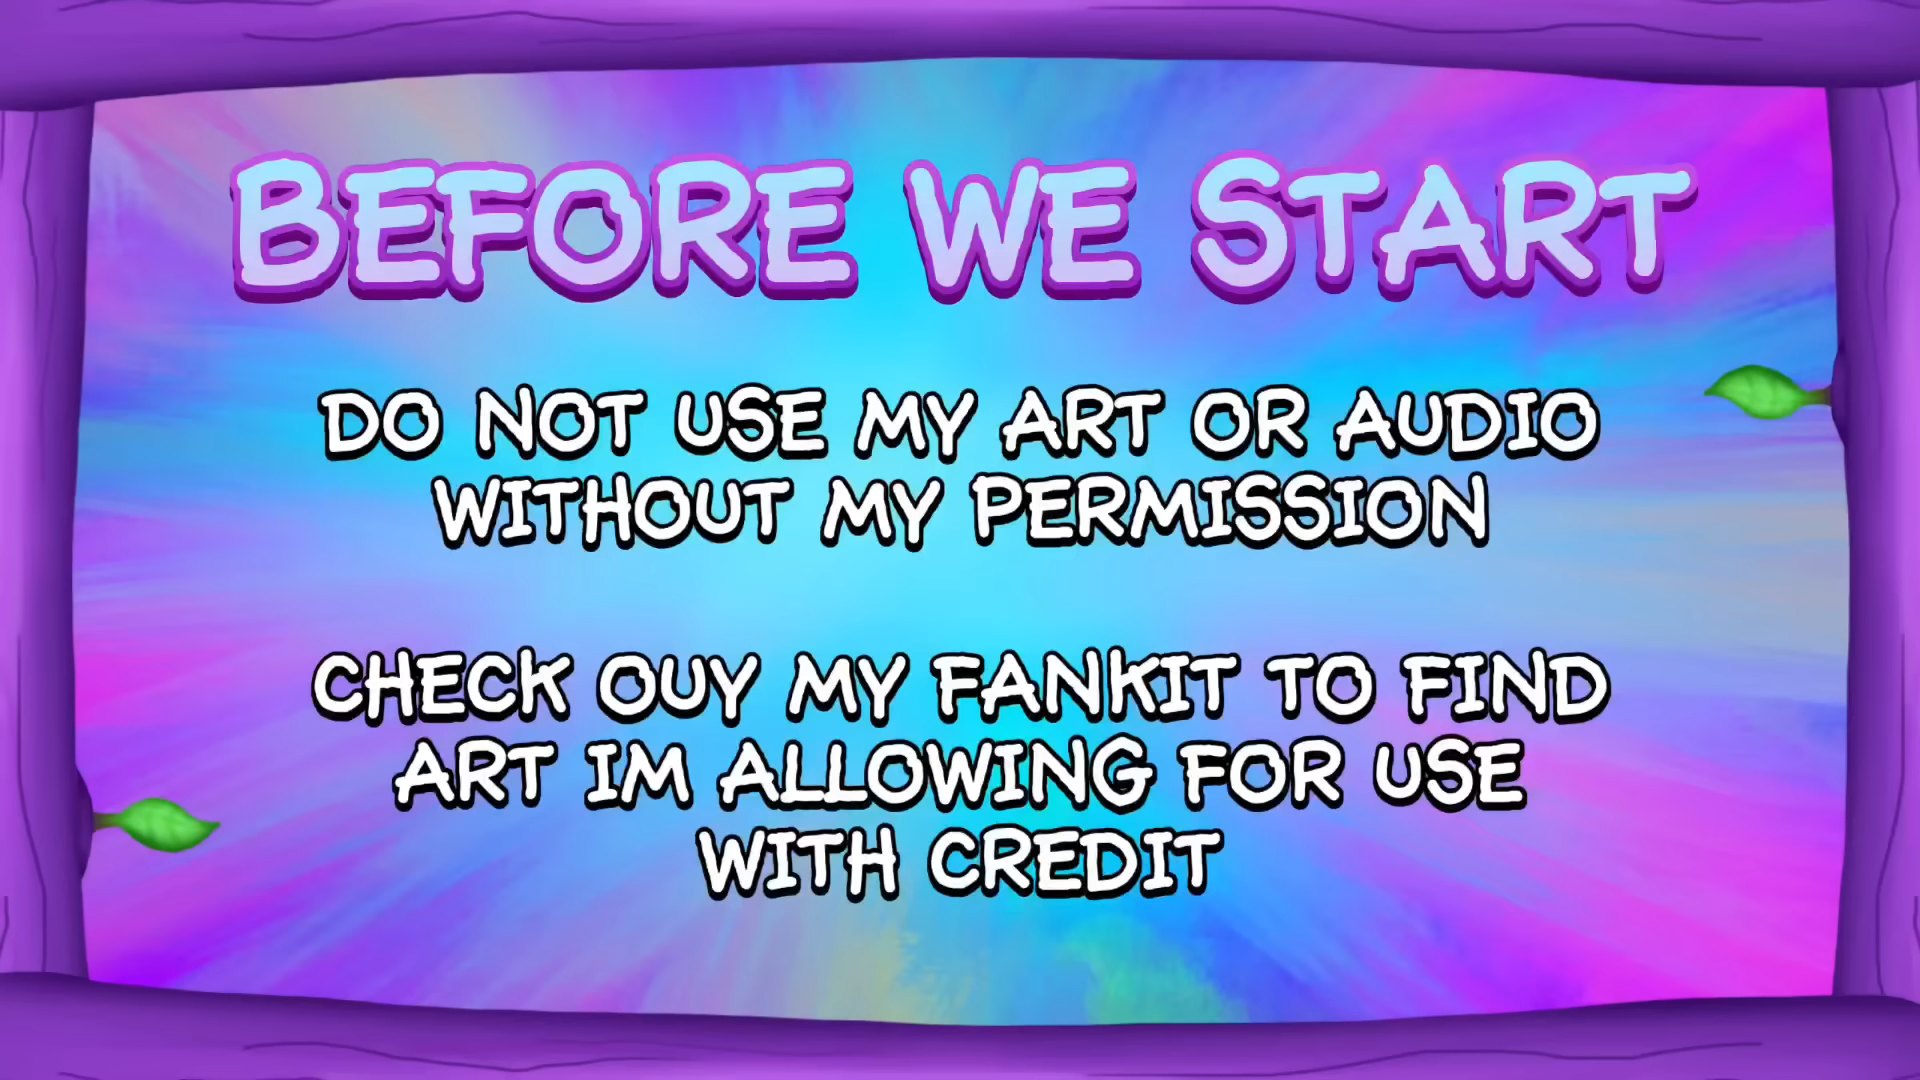 BEFORE WE START
DO NOT USE MY ART OR AUDIO
WITHOUT MY PERMISSION
CHECK OUY MY FANKIT TO FIND
ART IM ALLOWING FOR USE
WITH CREDIT